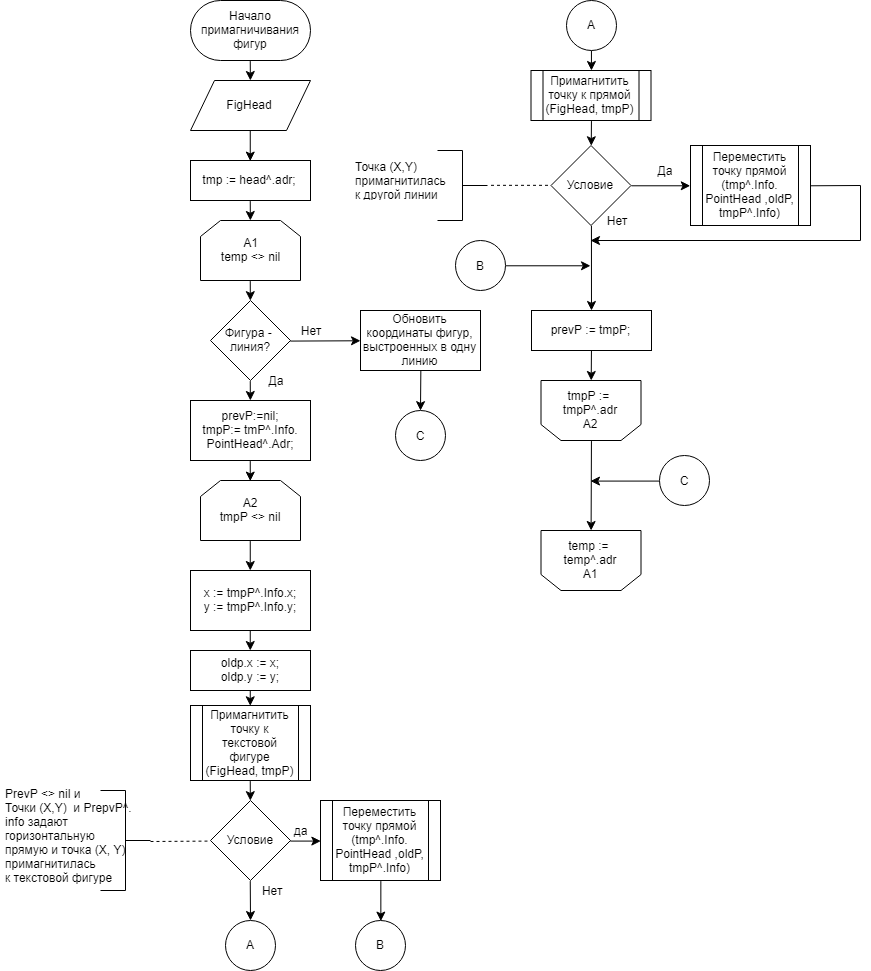 Начало
примагничивания
фигур
FigHead
tmp := head^.adr;
A1
temp <> nil
Фигура -
линия?
Нет
Обновить
координаты фигур,
выстроенных в одну
линию
Да
C
prevP:=nil;
tmpP:= tmP^.Info.
PointHead^.Adr;
A2
tmpP <> nil
x := tmpP^.Info.x;
y := tmpP^.Info.y;
oldp.x := x;
oldp.y := y;
Примагнитить
точку к
текстовой
фигуре
(FigHead, tmpP)
PrevP <> nil и
Точки (X,Y)  и PrepvP^.
info задают
горизонтальную
прямую и точка (X, Y)
примагнитилась
к текстовой фигуре
Условие
да
Переместить
точку прямой
(tmp^.Info.
PointHead ,oldP,
tmpP^.Info)
Нет
A
B
A
Примагнитить
точку к прямой
(FigHead, tmpP)
Точка (X,Y)
примагнитилась
к другой линии
Условие
Да
Переместить
точку прямой
(tmp^.Info.
PointHead ,oldP,
tmpP^.Info)
Нет
B
prevP := tmpP;
tmpP :=
tmpP^.adr
A2
C
temp :=
temp^.adr
A1